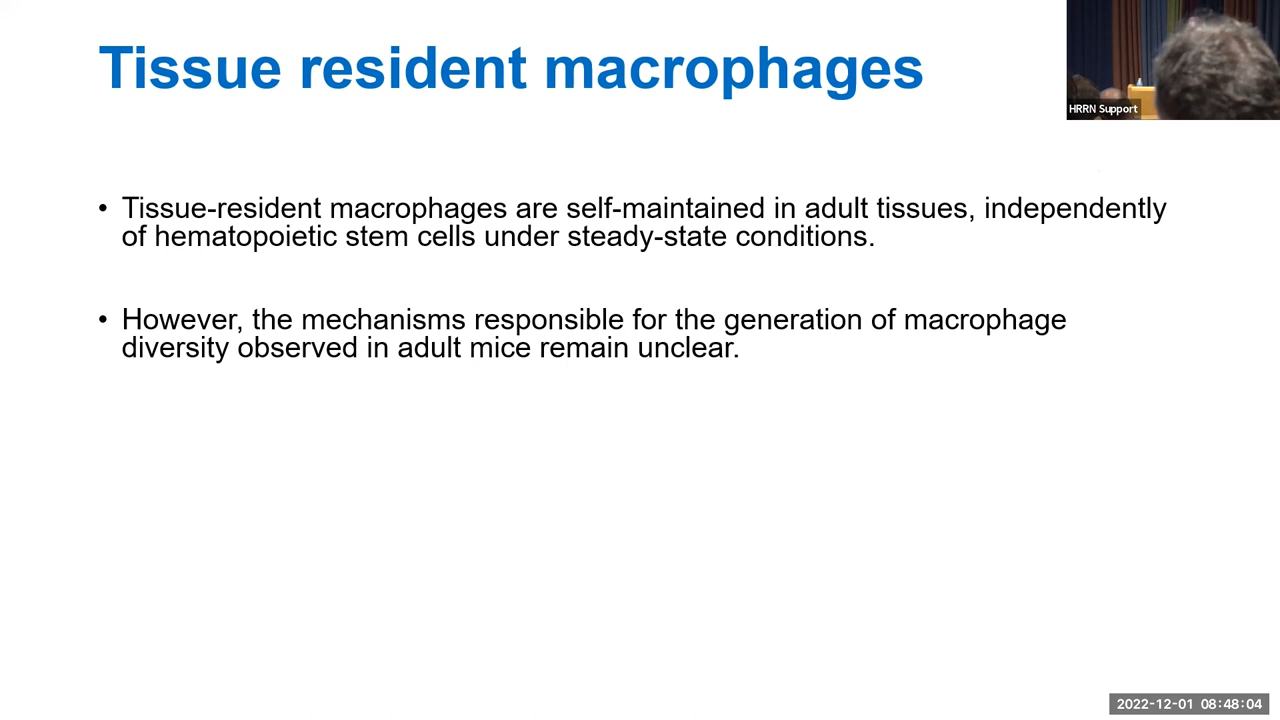 Tissue resident macrophages
HRRN Support
• Tissue-resident macrophages are self-maintained in adult tissues, independently
of hematopoietic stem cells under steady-state conditions.
• However, the mechanisms responsible for the generation of macrophage
diversity observed in adult mice remain unclear.
2022-12-01 08:48:04